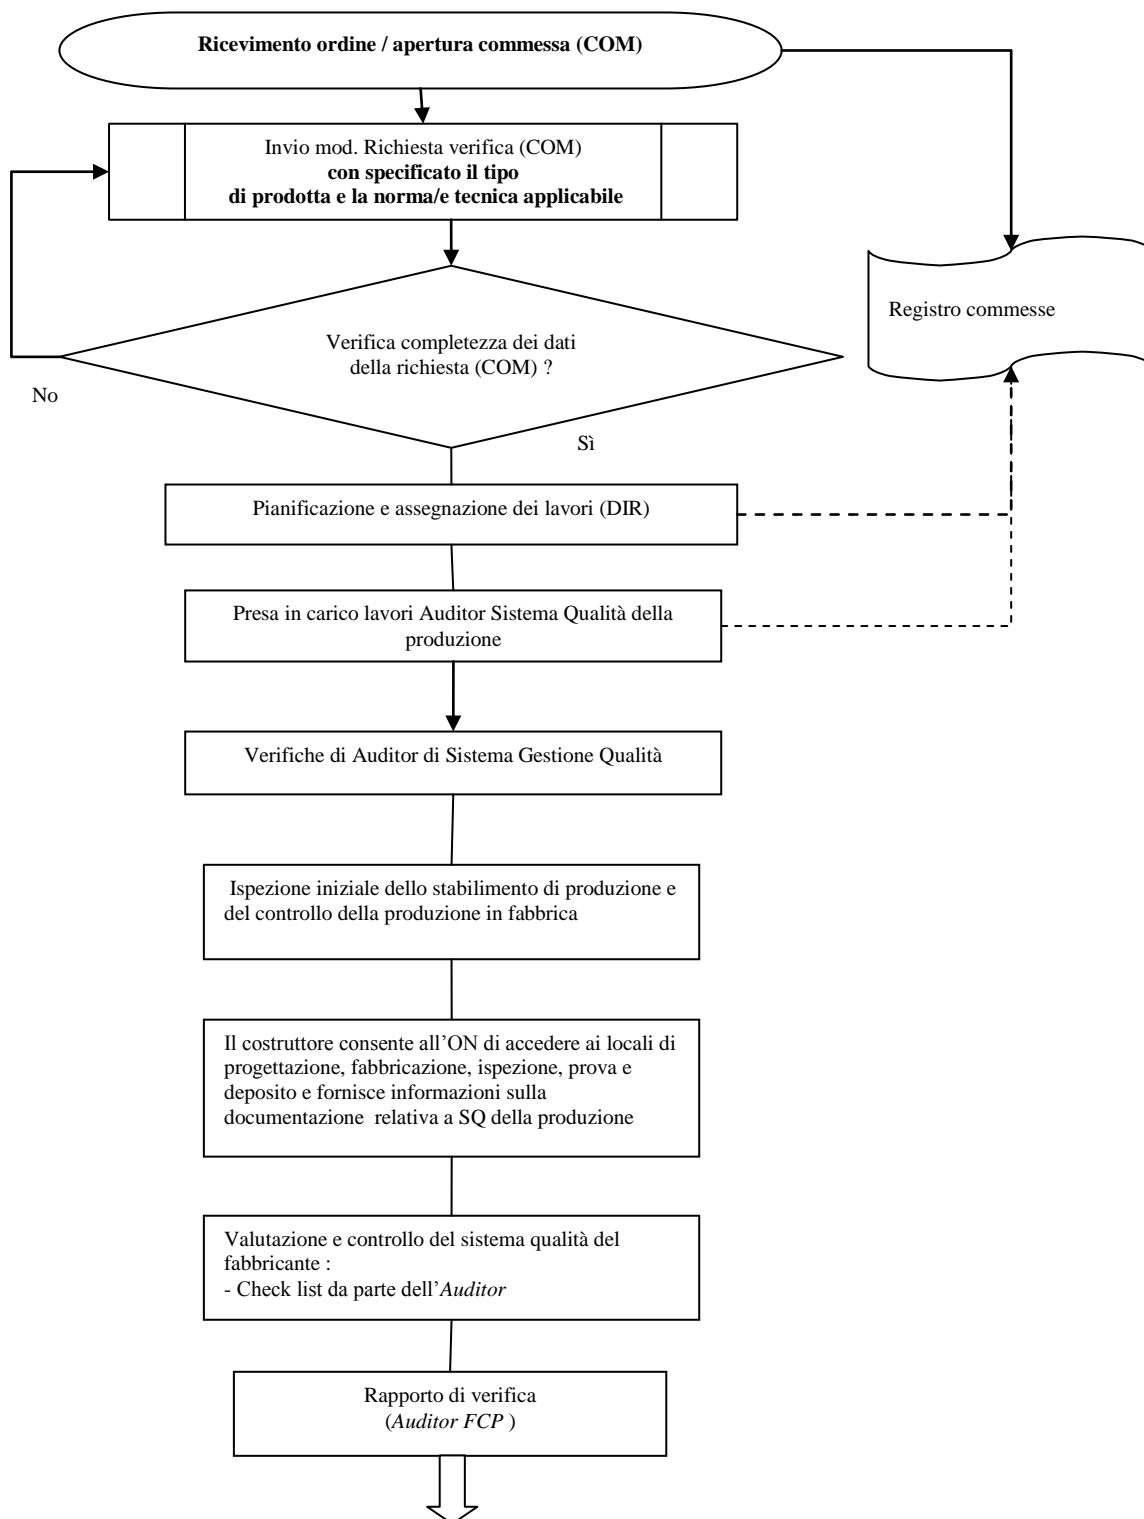 Ricevimento ordine / apertura commessa (COM)
Invio mod. Richiesta verifica (COM)
con specificato il tipo
di prodotta e la norma/e tecnica applicabile
Registro commesse
Verifica completezza dei dati
della richiesta (COM) ?
No
Sì
Pianificazione e assegnazione dei lavori (DIR)
Presa in carico lavori Auditor Sistema Qualità della
produzione
Verifiche di Auditor di Sistema Gestione Qualità
Ispezione iniziale dello stabilimento di produzione e
del controllo della produzione in fabbrica
Il costruttore consente all’ON di accedere ai locali di
progettazione, fabbricazione, ispezione, prova e
deposito e fornisce informazioni sulla
documentazione relativa a SQ della produzione
Valutazione e controllo del sistema qualità del
fabbricante :
- Check list da parte dell’Auditor
Rapporto di verifica
(Auditor FCP )